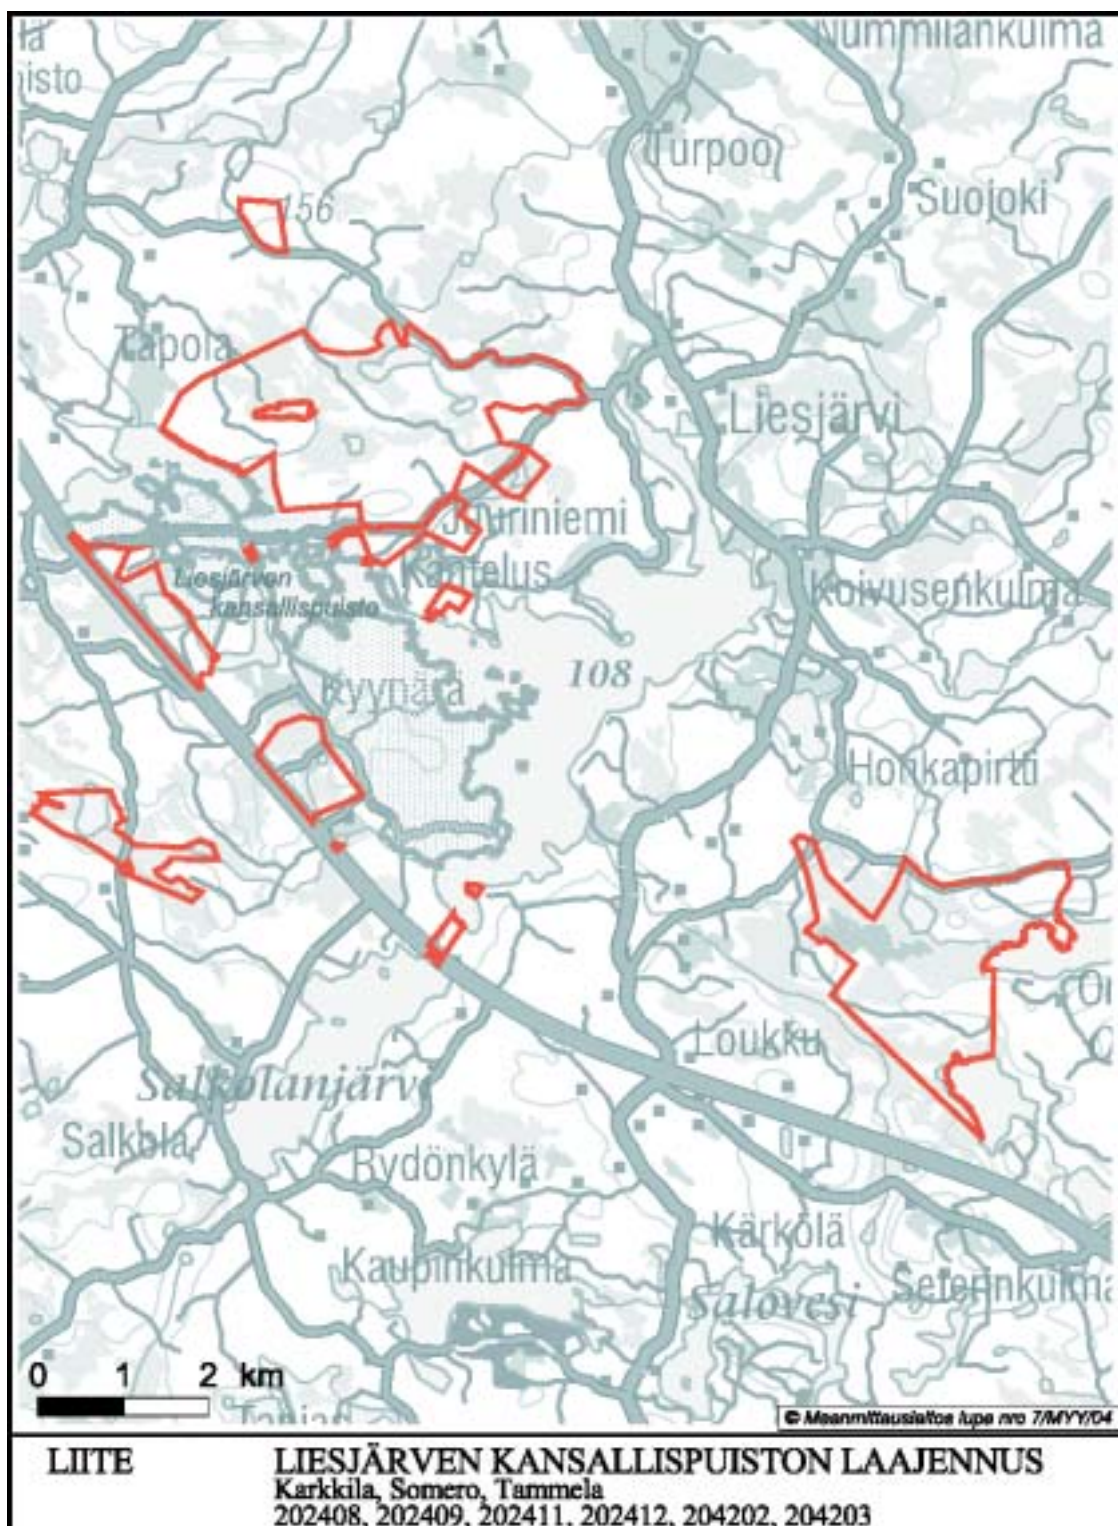 Nummilankulma
Turpoo
156
Suojoki
Tapola
Liesjärvi
Juuriniemi
Liesjärven
Kantelus
kansallispuisto
Koivusenkulma
108
Kyynärä
Honkapirtti
Loukku
Salkolanjärvi
Salkola
Rydönkylä
Kärkölä
Kaupinkulma
Seterinkulma
Salovesi
0 1 2 km
© Maanmittauslaitos lupa nro 7/MYY/04
LIITE LIESJÄRVEN KANSALLISPUISTON LAAJENNUS
Karkkila, Somero, Tammela
202408, 202409, 202411, 202412, 204202, 204203